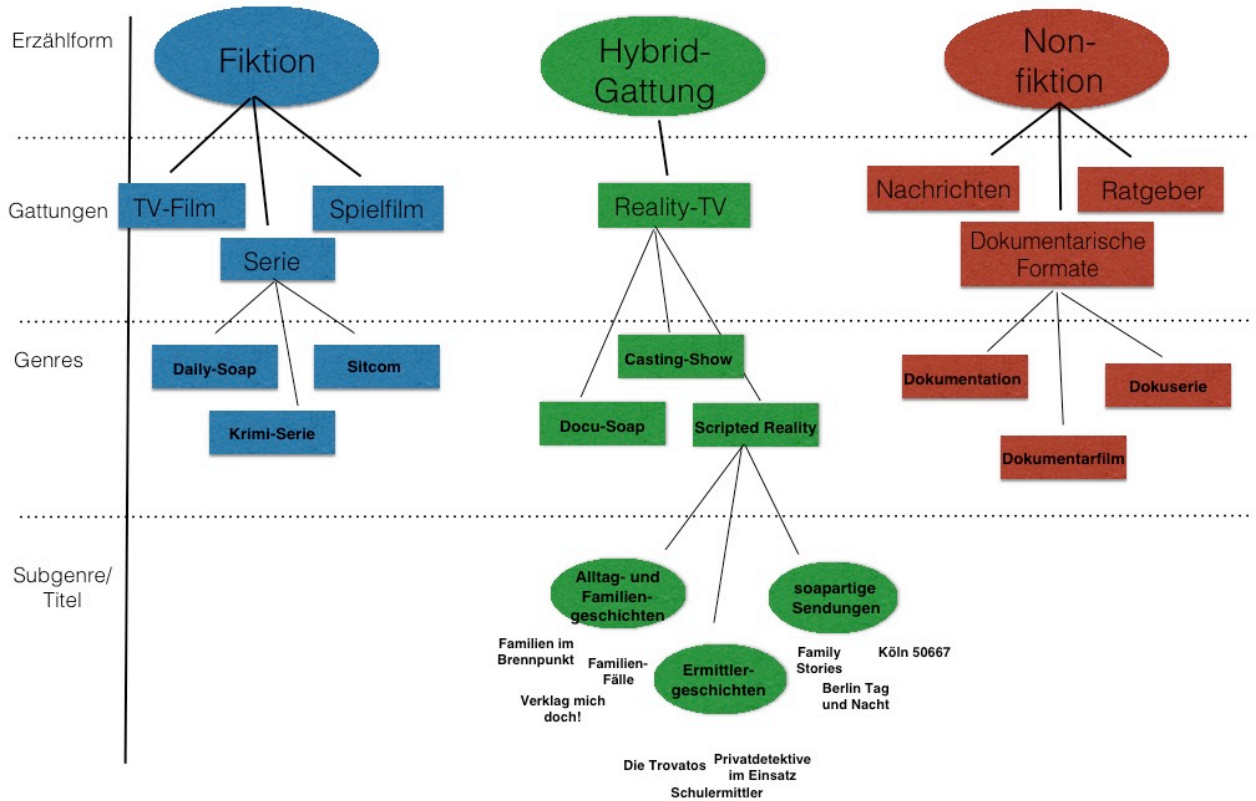 Erzählform
Fiktion
Hybrid-
Gattung
Non-
fiktion
Gattungen
TV-Film
Spielfilm
Serie
Reality-TV
Nachrichten
Ratgeber
Dokumentarische
Formate
Genres
Daily-Soap
Sitcom
Krimi-Serie
Casting-Show
Docu-Soap
Scripted Reality
Dokumentation
Dokuserie
Dokumentarfilm
Subgenre/
Titel
Alltag- und
Familien-
geschichten
soapartige
Sendungen
Ermittler-
geschichten
Familien im
Brennpunkt
Familien-
Fälle
Verklag mich
doch!
Family
Stories
Köln 50667
Berlin Tag
und Nacht
Die Trovatos
Privatdetektive
im Einsatz
Schulermittler